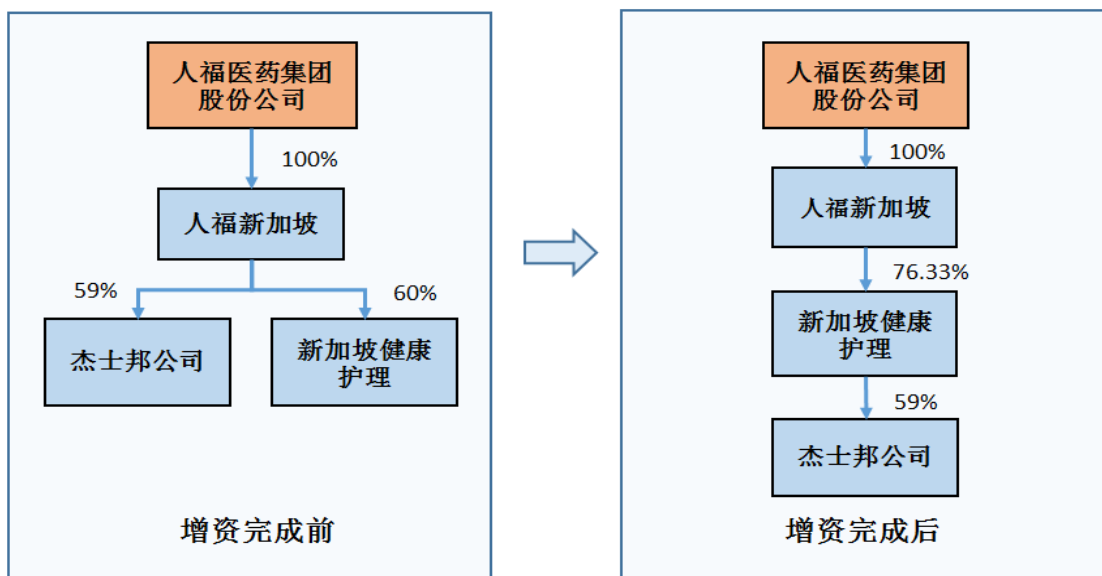 人福医药集团
股份公司
100%
人福新加坡
59%
60%
杰士邦公司
新加坡健康
护理
增资完成前
人福医药集团
股份公司
100%
人福新加坡
76.33%
新加坡健康
护理
59%
杰士邦公司
增资完成后